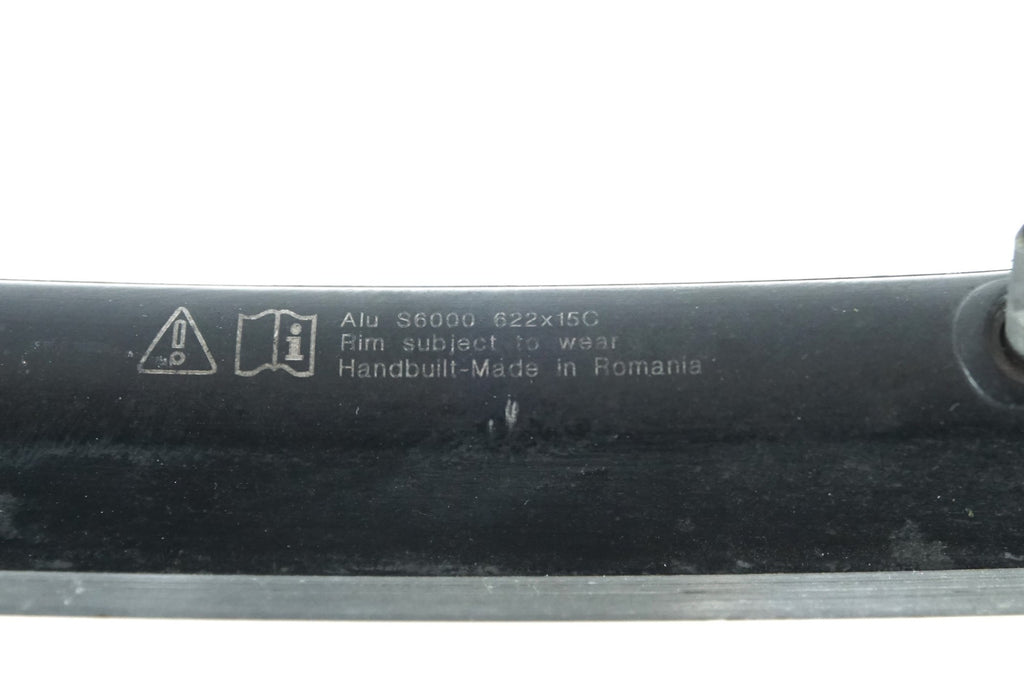 Alu S6000 622x15C
Rim subject to wear
Handbuilt-Made in Romania